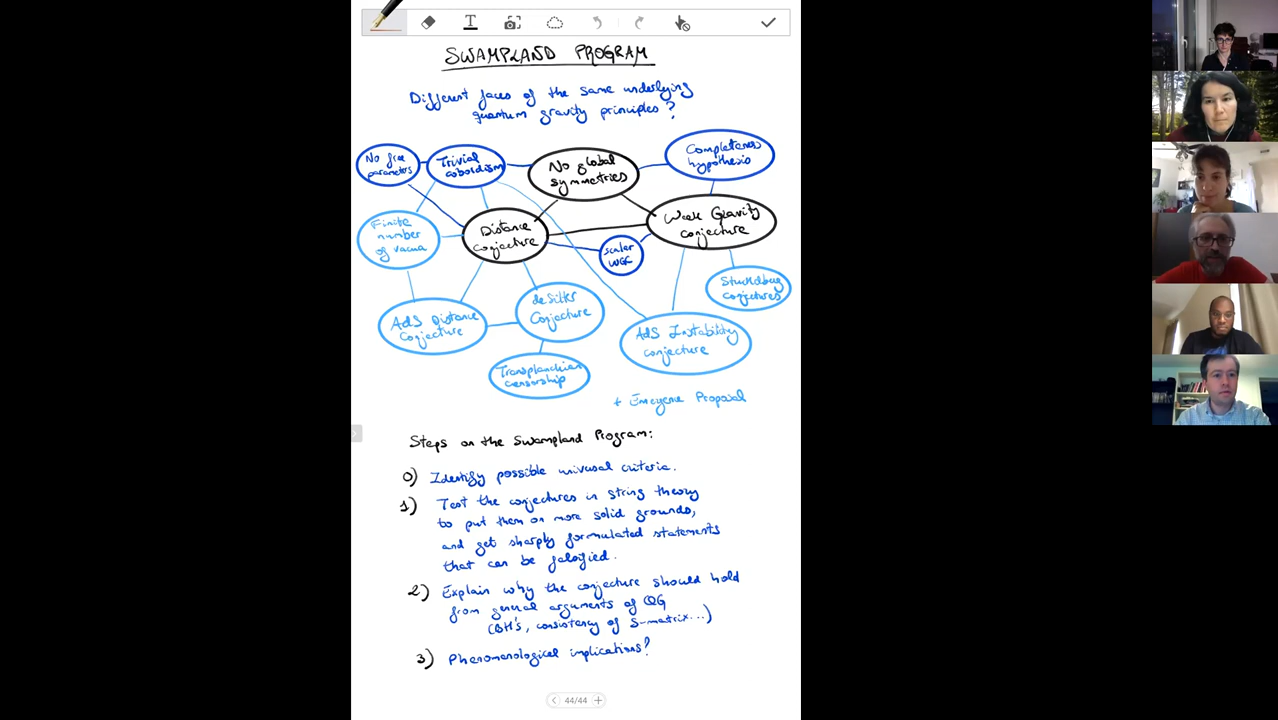 T
SWAMPLAND PROGRAM
Different faces of the same underlying
quantum gravity principles?
No free
parameters
Trivial
cobordism
No global
symmetries
Completeness
hypothesis
Finite
number
of vacua
Distance
conjecture
Weak Gravity
conjecture
scalar
WGC
Stuckelberg
conjectures
AdS Distance
Conjecture
de Sitter
Conjecture
AdS Instability
conjecture
Transplanckian
censorship
+ Emergence Proposal
Steps on the Swampland Program:
0) Identify possible universal criteria.
1) Test the conjectures in string theory
to put them on more solid grounds,
and get sharply formulated statements
that can be falsified.
2) Explain why the conjecture should hold
from general arguments of QG
(BH's, consistency of S-matrix...)
3) Phenomenological implications?
44/44